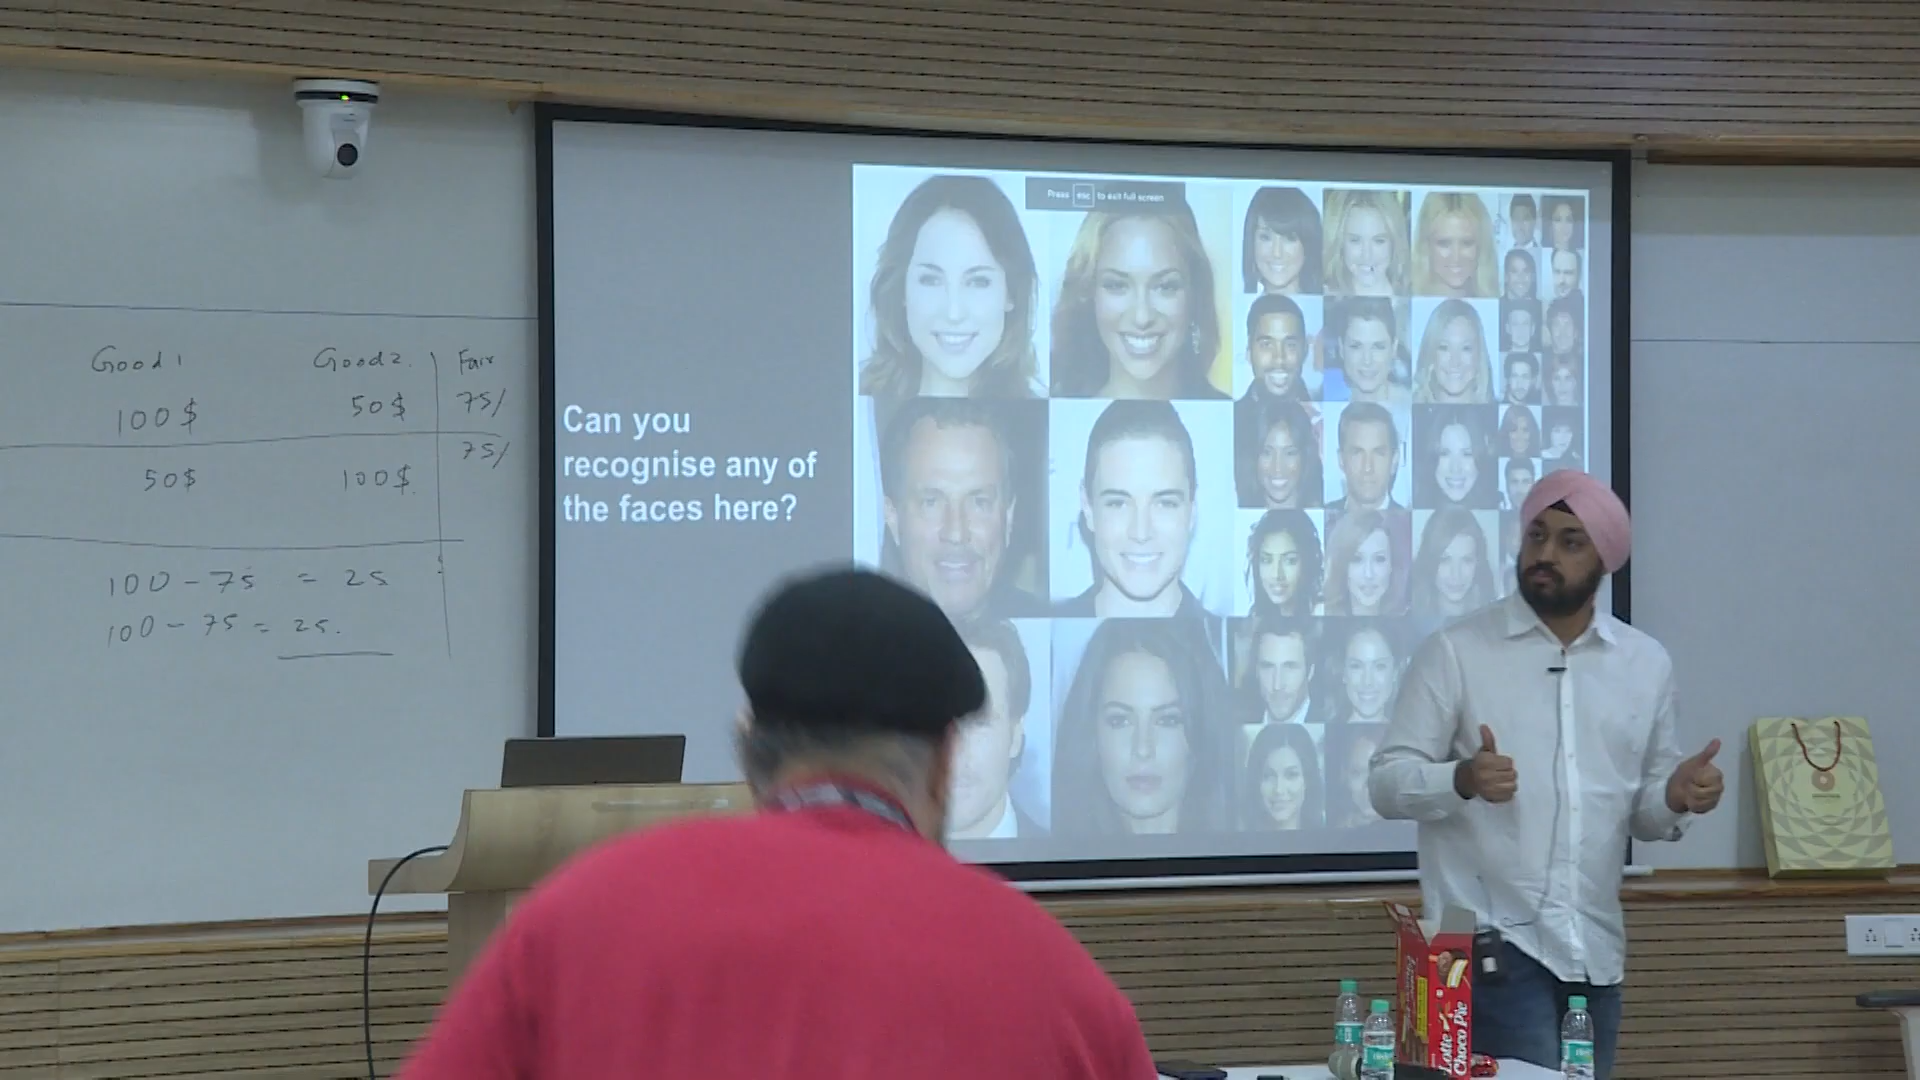 Good 1 Good 2. Fair
100$ 50$ 75/
50$ 100$. 75/
100 - 75 = 25
100 - 75 = 25.
Press esc to exit full screen
Can you
recognise any of
the faces here?
Lotte
Choco Pie